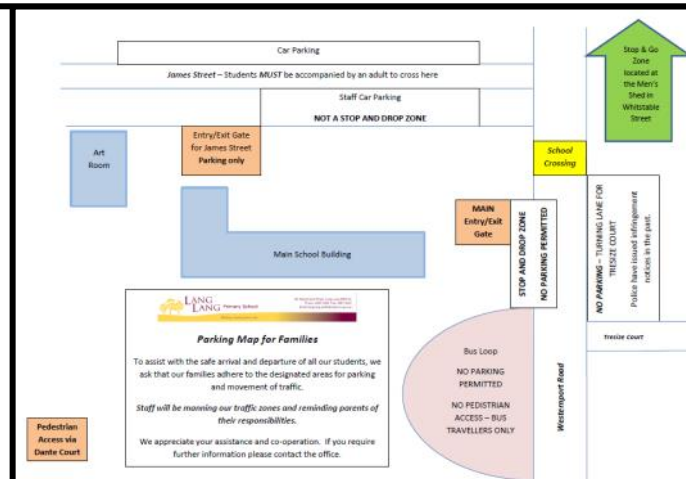 Car Parking
James Street – Students MUST be accompanied by an adult to cross here
Staff Car Parking
NOT A STOP AND DROP ZONE
Stop & Go
Zone
located at
the Men's
Shed in
Whitstable
Street
Art
Room
Entry/Exit Gate
for James Street
Parking only
School
Crossing
MAIN
Entry/Exit
Gate
STOP AND DROP ZONE
NO PARKING PERMITTED
NO PARKING – TURNING LANE FOR
TRESIZE COURT
Police have issued infringement
notices in the past.
Main School Building
LANG
LANG Primary School
Parking Map for Families
To assist with the safe arrival and departure of all our students, we
ask that our families adhere to the designated areas for parking
and movement of traffic.
Staff will be manning our traffic zones and reminding parents of
their responsibilities.
We appreciate your assistance and co-operation. If you require
further information please contact the office.
Bus Loop
NO PARKING
PERMITTED
NO PEDISTRIAN
ACCESS – BUS
TRAVELLERS ONLY
Westernport Road
Tresize Court
Pedestrian
Access via
Dante Court